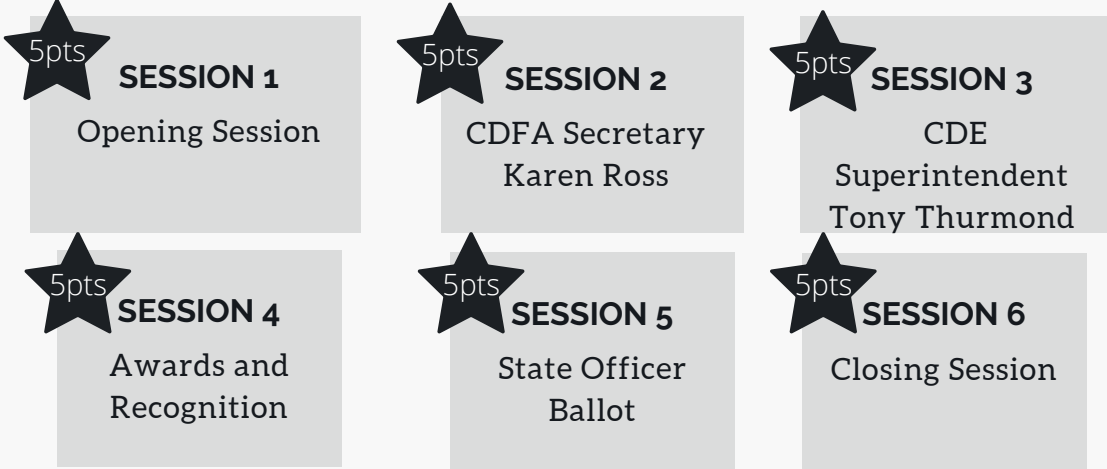 5pts
SESSION 1
Opening Session
5pts
SESSION 2
CDFA Secretary
Karen Ross
5pts
SESSION 3
CDE
Superintendent
Tony Thurmond
5pts
SESSION 4
Awards and
Recognition
5pts
SESSION 5
State Officer
Ballot
5pts
SESSION 6
Closing Session